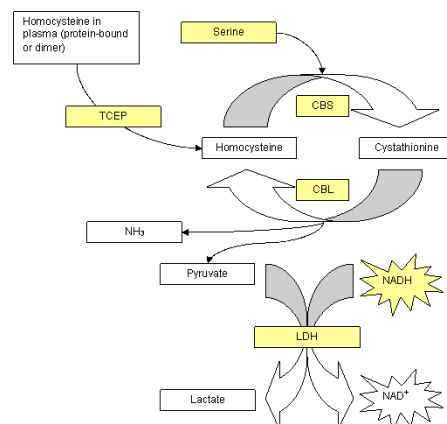 Homocysteine in
plasma (protein-bound
or dimer)
Serine
CBS
TCEP
Homocysteine
Cystathionine
CBL
NH₃
Pyruvate
NADH
LDH
Lactate
NAD⁺